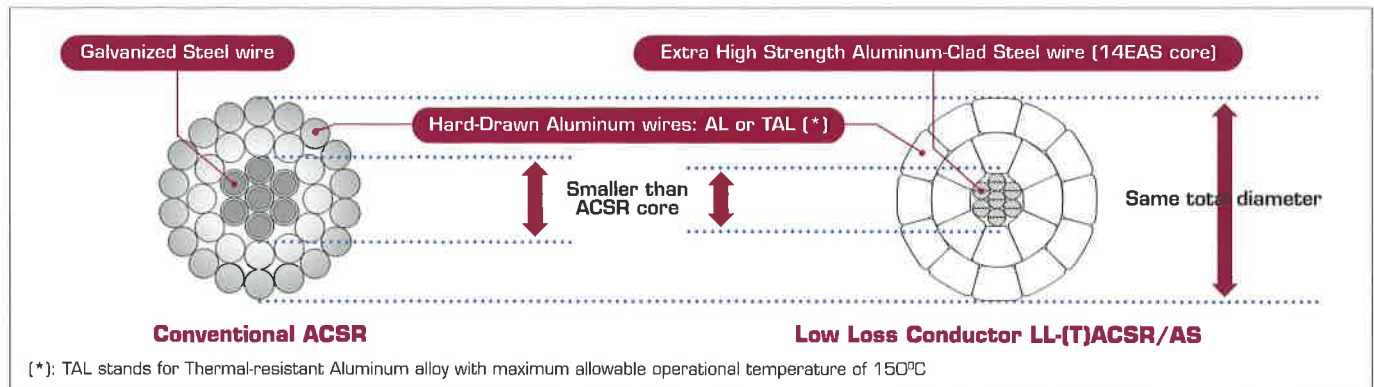 Galvanized Steel wire
Extra High Strength Aluminum-Clad Steel wire (14EAS core)
Hard-Drawn Aluminum wires: AL or TAL (*)
Smaller than
ACSR core
Same total diameter
Conventional ACSR
Low Loss Conductor LL-(T)ACSR/AS
(*): TAL stands for Thermal-resistant Aluminum alloy with maximum allowable operational temperature of 150⁰C